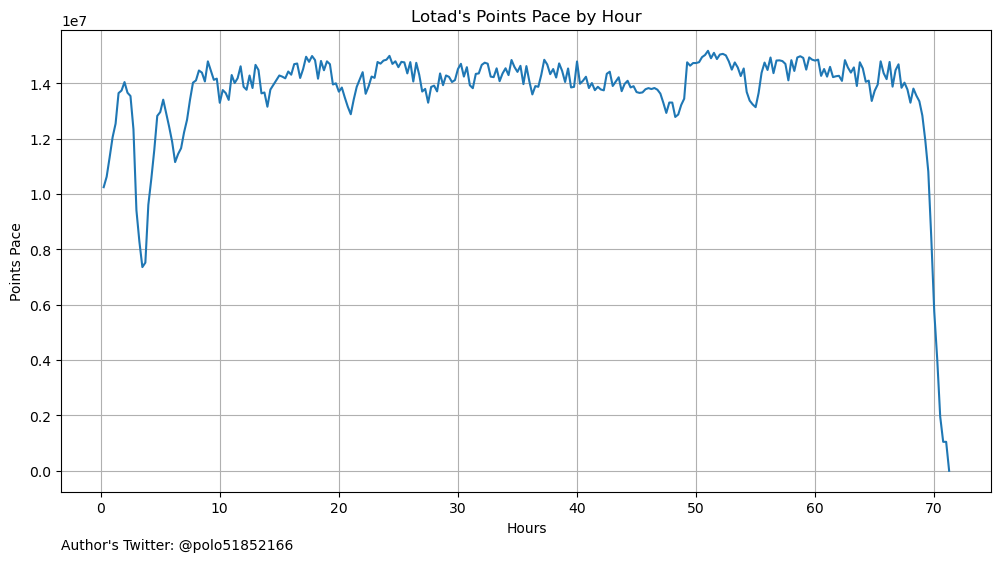 Lotad's Points Pace by Hour
1e7
1.4
1.2
1.0
0.8
0.6
0.4
0.2
0.0
Points Pace
0 10 20 30 40 50 60 70
Hours
Author's Twitter: @polo51852166